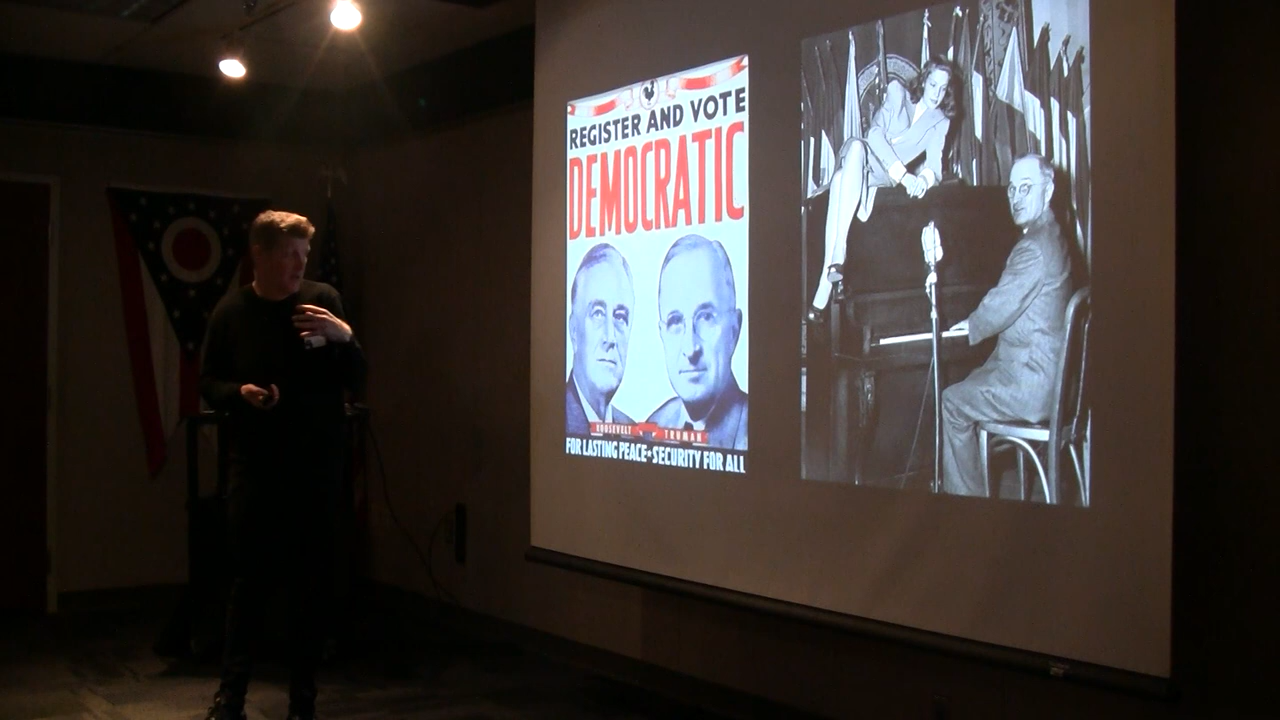 REGISTER AND VOTE
DEMOCRATIC
ROOSEVELT TRUMAN
FOR LASTING PEACE·SECURITY FOR ALL